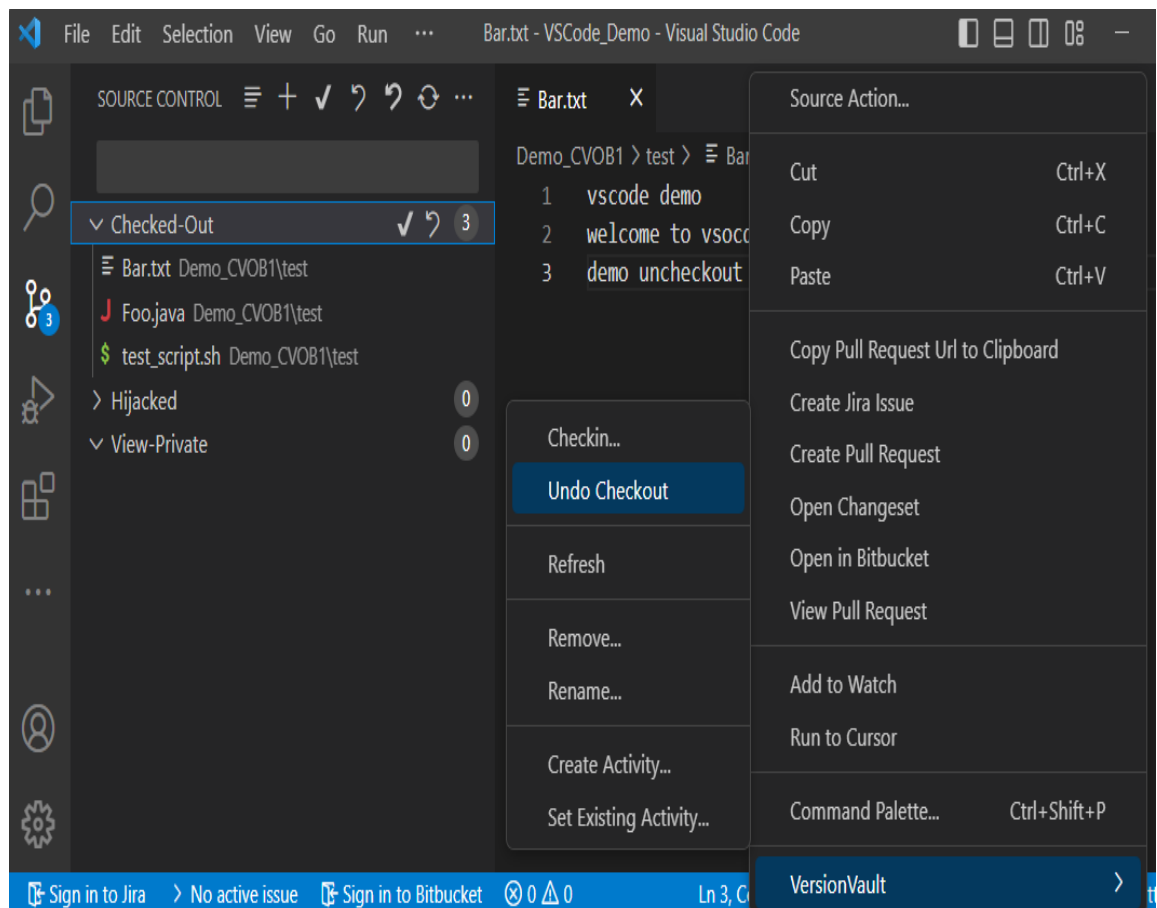 File Edit Selection View Go Run ··· Bar.txt - VSCode_Demo - Visual Studio Code
SOURCE CONTROL
Checked-Out 3
Bar.txt Demo_CVOB1\test
J Foo.java Demo_CVOB1\test
$ test_script.sh Demo_CVOB1\test
Hijacked 0
View-Private 0
3
Bar.txt
Demo_CVOB1 > test > Bar
1 vscode demo
2 welcome to vsoco
3 demo uncheckout
Checkin...
Undo Checkout
Refresh
Remove...
Rename...
Create Activity...
Set Existing Activity...
Source Action...
Cut Ctrl+X
Copy Ctrl+C
Paste Ctrl+V
Copy Pull Request Url to Clipboard
Create Jira Issue
Create Pull Request
Open Changeset
Open in Bitbucket
View Pull Request
Add to Watch
Run to Cursor
Command Palette... Ctrl+Shift+P
VersionVault
Sign in to Jira > No active issue Sign in to Bitbucket 0 0 Ln 3,